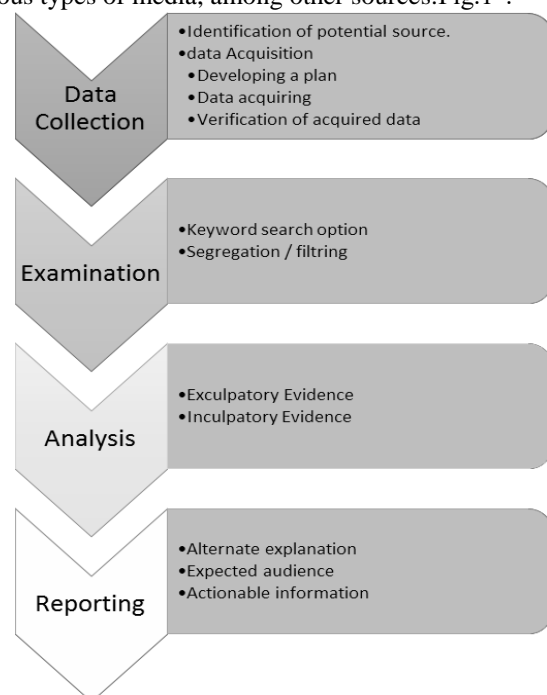 ous types of media, among other sources.Fig.1 .
Data
Collection
•Identification of potential source.
•data Acquisition
•Developing a plan
•Data acquiring
•Verification of acquired data
Examination
•Keyword search option
•Segregation / filtring
Analysis
•Exculpatory Evidence
•Inculpatory Evidence
Reporting
•Alternate explanation
•Expected audience
•Actionable information